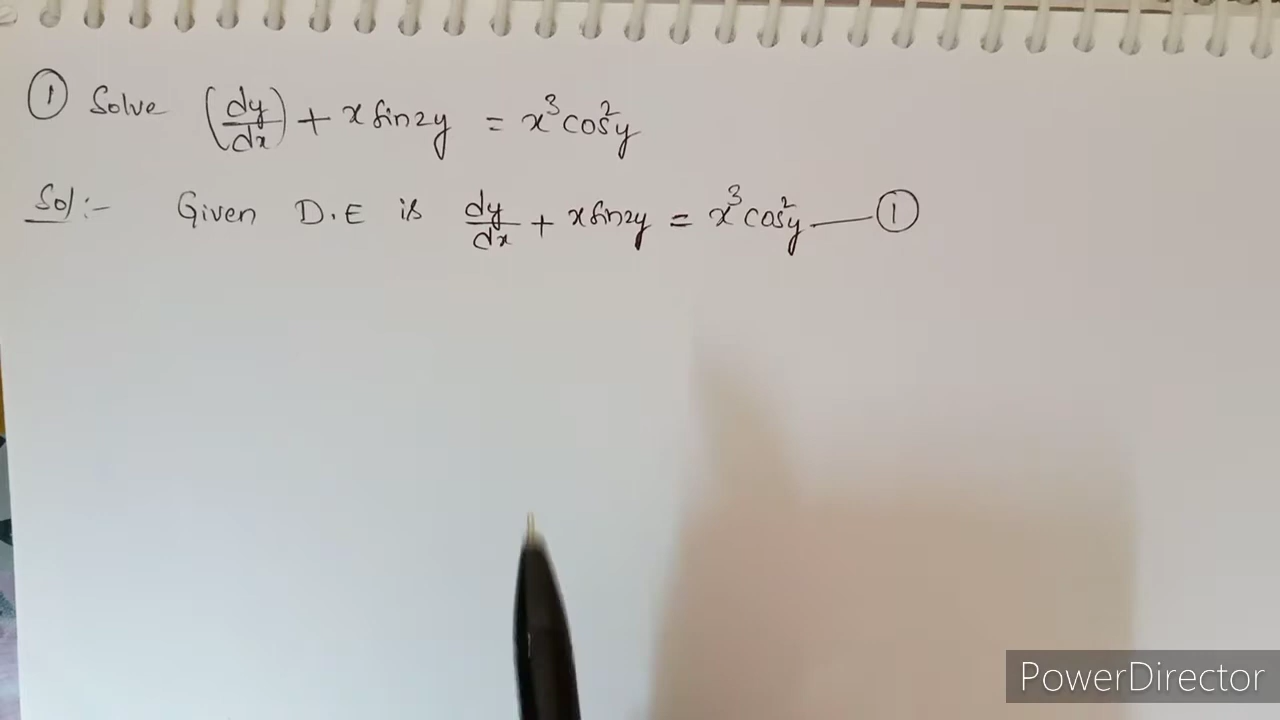 ① Solve (dy/dx) + x sin2y = x³cos²y
Sol:- Given D.E is dy/dx + x sin2y = x³cos²y — ①
PowerDirector